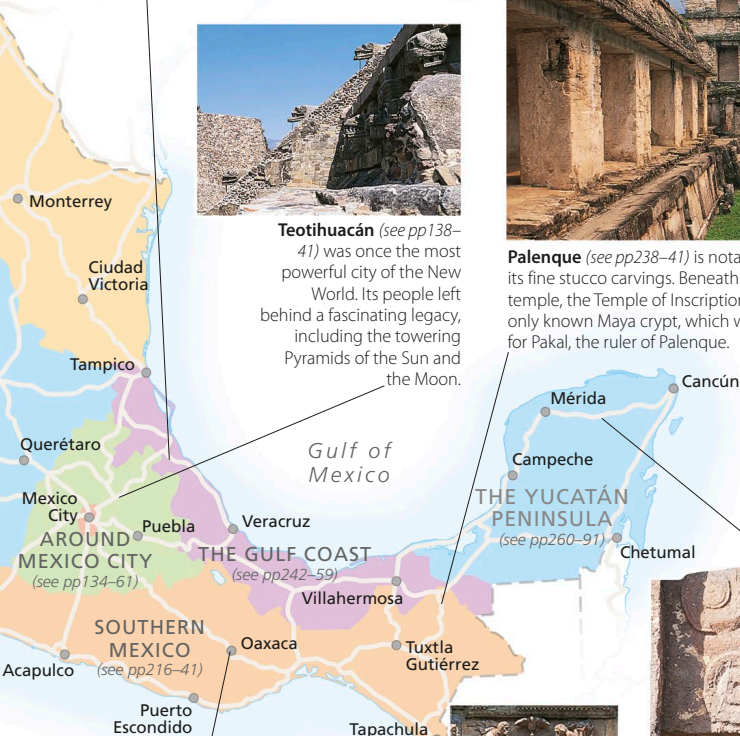 Teotihuacán (see pp138–
41) was once the most
powerful city of the New
World. Its people left
behind a fascinating legacy,
including the towering
Pyramids of the Sun and
the Moon.
Palenque (see pp238–41) is nota
its fine stucco carvings. Beneath
temple, the Temple of Inscription
only known Maya crypt, which w
for Pakal, the ruler of Palenque.
Monterrey
Ciudad
Victoria
Tampico
Cancún
Mérida
Querétaro
Gulf of
Mexico
Campeche
Mexico
City
THE YUCATÁN
PENINSULA
(see pp260–91)
Puebla
Veracruz
Chetumal
AROUND
MEXICO CITY
(see pp134–61)
THE GULF COAST
(see pp242–59)
Villahermosa
SOUTHERN
MEXICO
(see pp216–41)
Oaxaca
Tuxtla
Gutiérrez
Acapulco
Puerto
Escondido
Tapachula